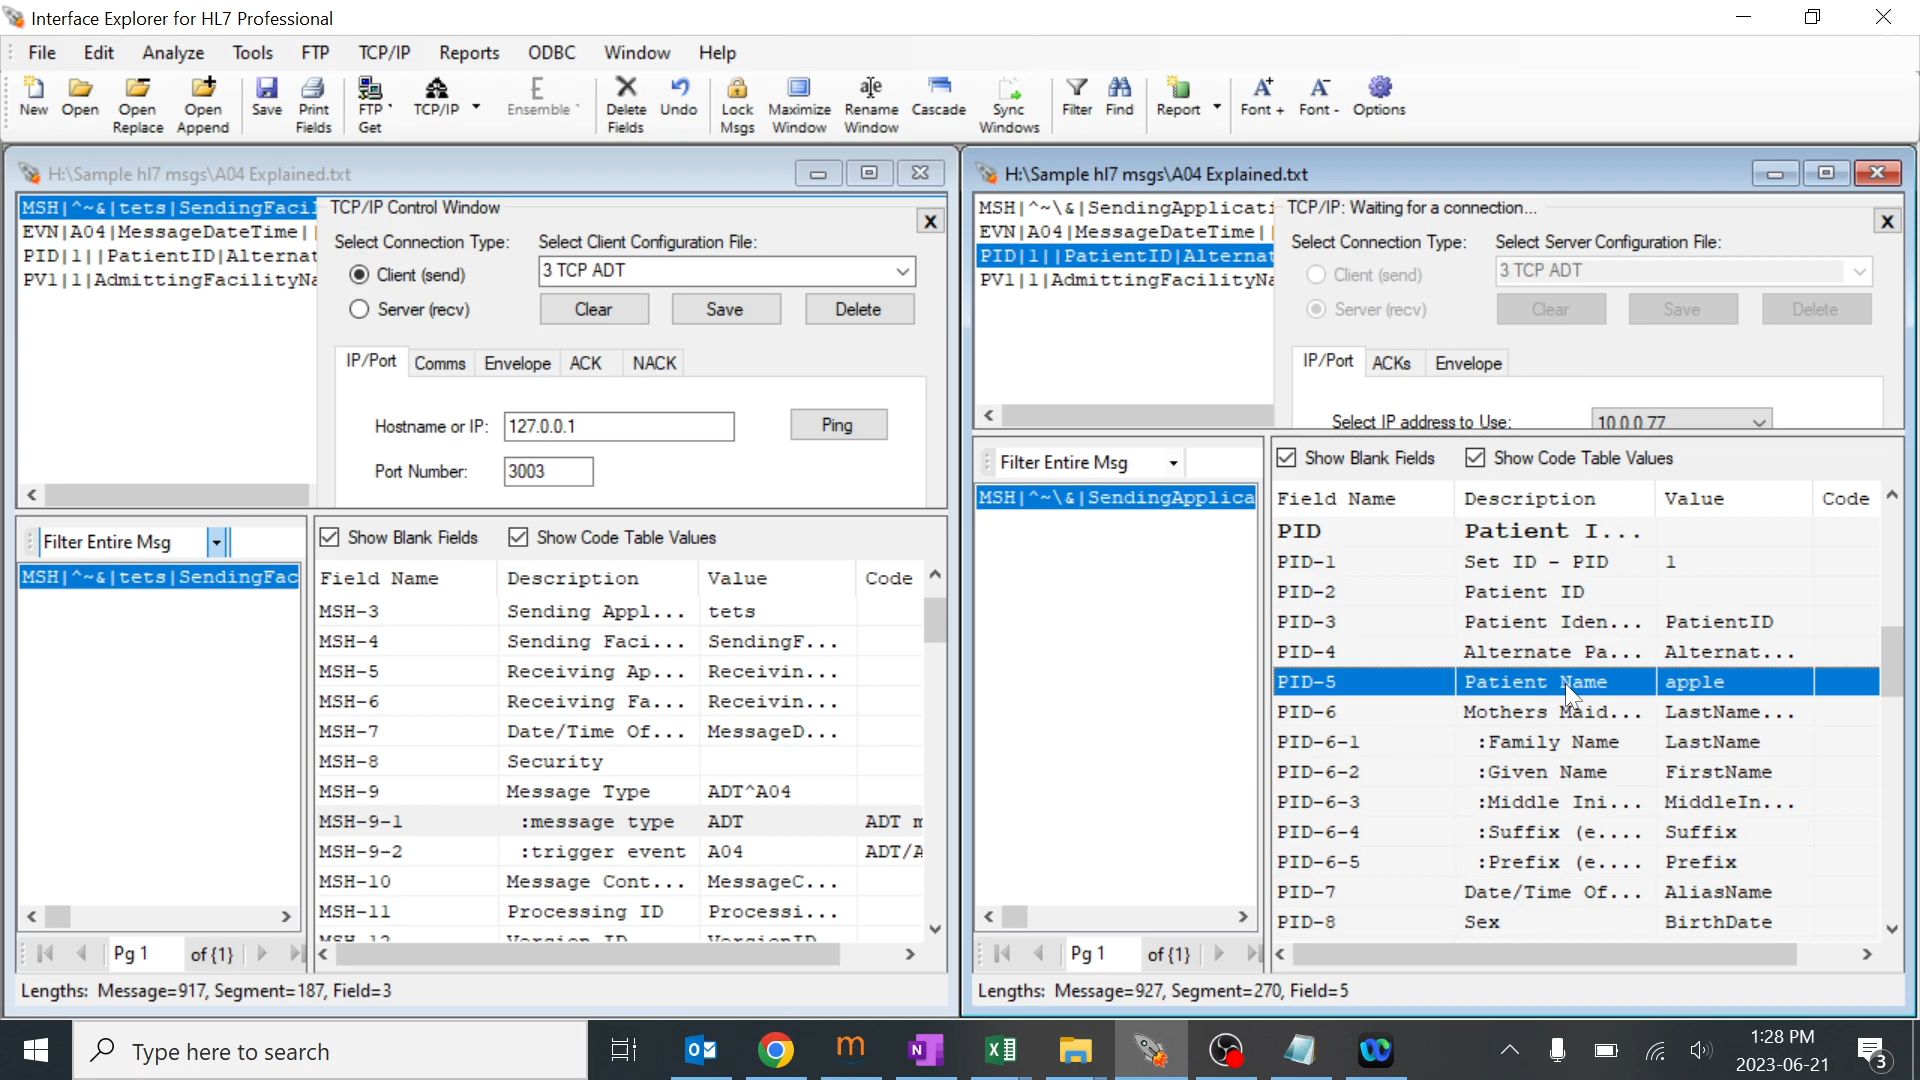 Interface Explorer for HL7 Professional
File Edit Analyze Tools FTP TCP/IP Reports ODBC Window Help
New Open Open Replace Open Append Save Print Fields FTP Get TCP/IP Ensemble Delete Fields Undo Lock Msgs Maximize Window Rename Window Cascade Sync Windows Filter Find Report Font + Font - Options
H:\Sample hl7 msgs\A04 Explained.txt
MSH|^~&|tets|SendingFacil
EVN|A04|MessageDateTime||
PID|1||PatientID|Alternat
PV1|1|AdmittingFacilityNa
TCP/IP Control Window
X
Select Connection Type: Select Client Configuration File:
Client (send) 3 TCP ADT
Server (recv) Clear Save Delete
IP/Port Comms Envelope ACK NACK
Hostname or IP: 127.0.0.1 Ping
Port Number: 3003
Filter Entire Msg
MSH|^~&|tets|SendingFac
Show Blank Fields Show Code Table Values
Field Name Description Value Code
MSH-3 Sending Appl... tets
MSH-4 Sending Faci... SendingF...
MSH-5 Receiving Ap... Receivin...
MSH-6 Receiving Fa... Receivin...
MSH-7 Date/Time Of... MessageD...
MSH-8 Security
MSH-9 Message Type ADT^A04
MSH-9-1 :message type ADT ADT m
MSH-9-2 :trigger event A04 ADT/A
MSH-10 Message Cont... MessageC...
MSH-11 Processing ID Processi...
MSH-12 Version ID VersionID
Pg 1 of {1}
Lengths: Message=917, Segment=187, Field=3
H:\Sample hl7 msgs\A04 Explained.txt
MSH|^~\&|SendingApplicati
EVN|A04|MessageDateTime||
PID|1||PatientID|Alternat
PV1|1|AdmittingFacilityNa
TCP/IP: Waiting for a connection...
X
Select Connection Type: Select Server Configuration File:
Client (send) 3 TCP ADT
Server (recv) Clear Save Delete
IP/Port ACKs Envelope
Select IP address to Use: 10.0.0.77
Filter Entire Msg
MSH|^~\&|SendingApplica
Show Blank Fields Show Code Table Values
Field Name Description Value Code
PID Patient I...
PID-1 Set ID - PID 1
PID-2 Patient ID
PID-3 Patient Iden... PatientID
PID-4 Alternate Pa... Alternat...
PID-5 Patient Name apple
PID-6 Mothers Maid... LastName...
PID-6-1 :Family Name LastName
PID-6-2 :Given Name FirstName
PID-6-3 :Middle Ini... MiddleIn...
PID-6-4 :Suffix (e.... Suffix
PID-6-5 :Prefix (e.... Prefix
PID-7 Date/Time Of... AliasName
PID-8 Sex BirthDate
Pg 1 of {1}
Lengths: Message=927, Segment=270, Field=5
Type here to search
1:28 PM
2023-06-21
3